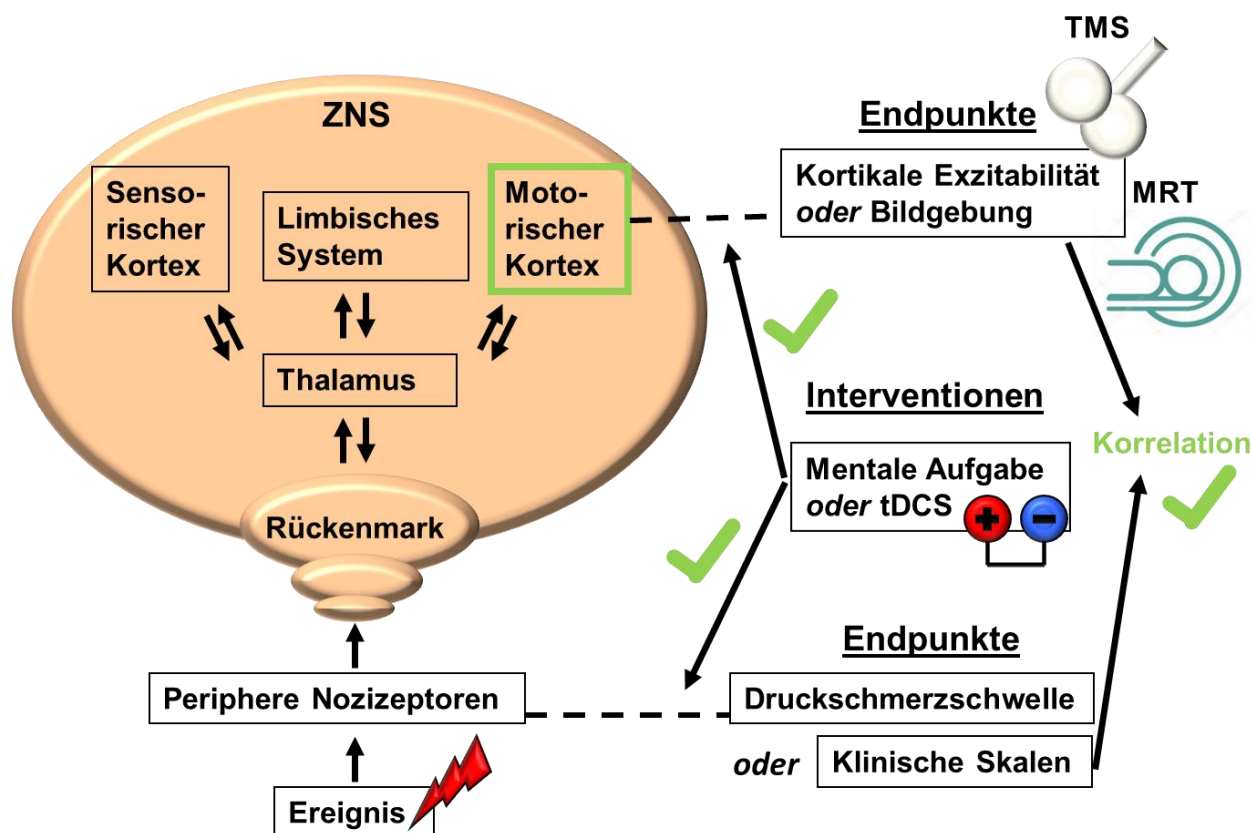 TMS
Endpunkte
Kortikale Exzitabilität
oder Bildgebung
MRT
ZNS
Senso-
rischer
Kortex
Limbisches
System
Moto-
rischer
Kortex
Thalamus
Rückenmark
Interventionen
Mentale Aufgabe
oder tDCS
+
-
Korrelation
Endpunkte
Periphere Nozizeptoren
Druckschmerzschwelle
oder
Klinische Skalen
Ereignis